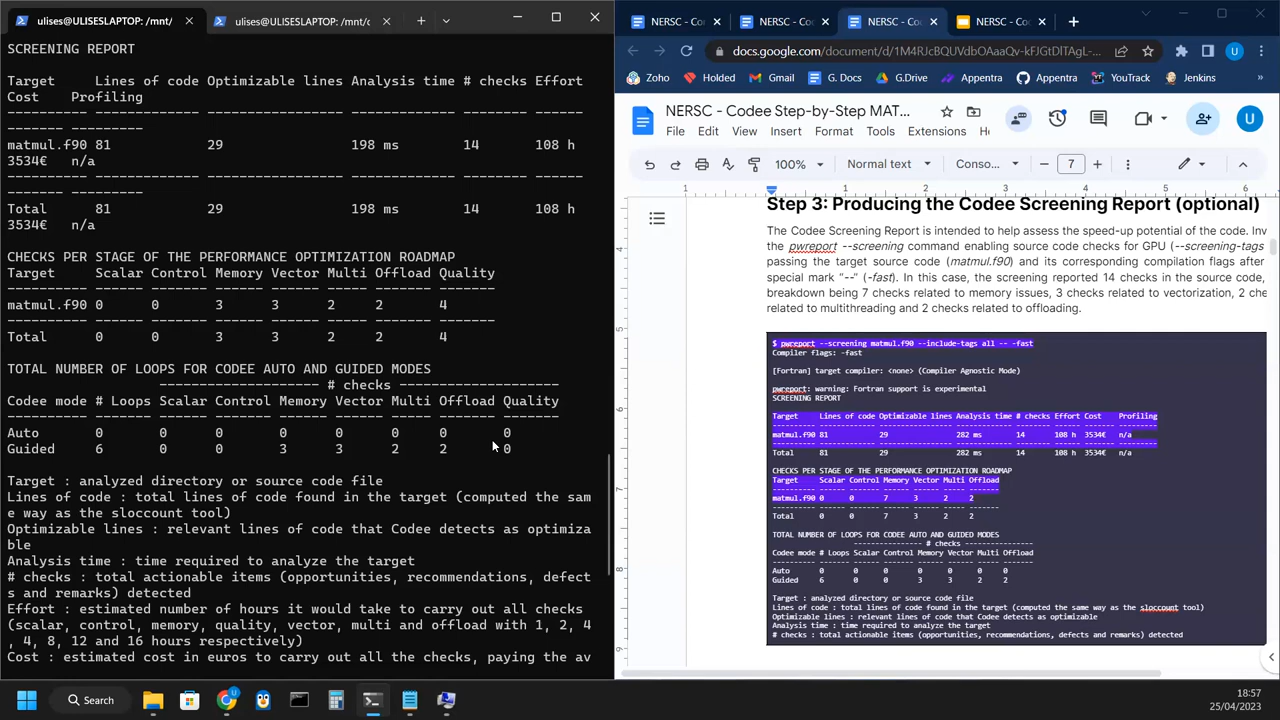 ulises@ULISESLAPTOP: /mnt/
ulises@ULISESLAPTOP: /mnt/c
SCREENING REPORT
Target Lines of code Optimizable lines Analysis time # checks Effort
Cost Profiling
---------- ------------- ----------------- ------------- -------- ------
------- ---------
matmul.f90 81 29 198 ms 14 108 h
3534€ n/a
---------- ------------- ----------------- ------------- -------- ------
------- ---------
Total 81 29 198 ms 14 108 h
3534€ n/a
CHECKS PER STAGE OF THE PERFORMANCE OPTIMIZATION ROADMAP
Target Scalar Control Memory Vector Multi Offload Quality
---------- ------ ------- ------ ------ ----- ------- -------
matmul.f90 0 0 3 3 2 2 4
---------- ------ ------- ------ ------ ----- ------- -------
Total 0 0 3 3 2 2 4
TOTAL NUMBER OF LOOPS FOR CODEE AUTO AND GUIDED MODES
-------------------- # checks --------------------
Codee mode # Loops Scalar Control Memory Vector Multi Offload Quality
---------- ------- ------ ------- ------ ------ ----- ------- -------
Auto 0 0 0 0 0 0 0 0
Guided 6 0 0 3 3 2 2 0
Target : analyzed directory or source code file
Lines of code : total lines of code found in the target (computed the sam
e way as the sloccount tool)
Optimizable lines : relevant lines of code that Codee detects as optimiza
ble
Analysis time : time required to analyze the target
# checks : total actionable items (opportunities, recommendations, defect
s and remarks) detected
Effort : estimated number of hours it would take to carry out all checks
(scalar, control, memory, quality, vector, multi and offload with 1, 2, 4
, 4, 8, 12 and 16 hours respectively)
Cost : estimated cost in euros to carry out all the checks, paying the av
NERSC - Cod
NERSC - Cod
NERSC - Cod
NERSC - Co
docs.google.com/document/d/1M4RJcBQUVdbOAaaQv-kFJGtDlTAgL-...
Zoho Holded Gmail G. Docs G.Drive Appentra Appentra YouTrack Jenkins
NERSC - Codee Step-by-Step MAT...
File Edit View Insert Format Tools Extensions He
U
100% Normal text Conso... 7
1 1 2 3 4 5 6
Step 3: Producing the Codee Screening Report (optional)
The Codee Screening Report is intended to help assess the speed-up potential of the code. Inv
the pwreport --screening command enabling source code checks for GPU (--screening-tags
passing the target source code (matmul.f90) and its corresponding compilation flags after
special mark “--” (-fast). In this case, the screening reported 14 checks in the source code,
breakdown being 7 checks related to memory issues, 3 checks related to vectorization, 2 che
related to multithreading and 2 checks related to offloading.
$ pwreport --screening matmul.f90 --include-tags all -- -fast
Compiler flags: -fast
[Fortran] target compiler: <none> (Compiler Agnostic Mode)
pwreport: warning: Fortran support is experimental
SCREENING REPORT
Target Lines of code Optimizable lines Analysis time # checks Effort Cost Profiling
matmul.f90 81 29 282 ms 14 108 h 3534€ n/a
Total 81 29 282 ms 14 108 h 3534€ n/a
CHECKS PER STAGE OF THE PERFORMANCE OPTIMIZATION ROADMAP
Target Scalar Control Memory Vector Multi Offload
matmul.f90 0 0 7 3 2 2
Total 0 0 7 3 2 2
TOTAL NUMBER OF LOOPS FOR CODEE AUTO AND GUIDED MODES
---------------- # checks ----------------
Codee mode # Loops Scalar Control Memory Vector Multi Offload
Auto 0 0 0 0 0 0 0
Guided 6 0 0 3 3 2 2
Target : analyzed directory or source code file
Lines of code : total lines of code found in the target (computed the same way as the sloccount tool)
Optimizable lines : relevant lines of code that Codee detects as optimizable
Analysis time : time required to analyze the target
# checks : total actionable items (opportunities, recommendations, defects and remarks) detected
Search
18:57
25/04/2023